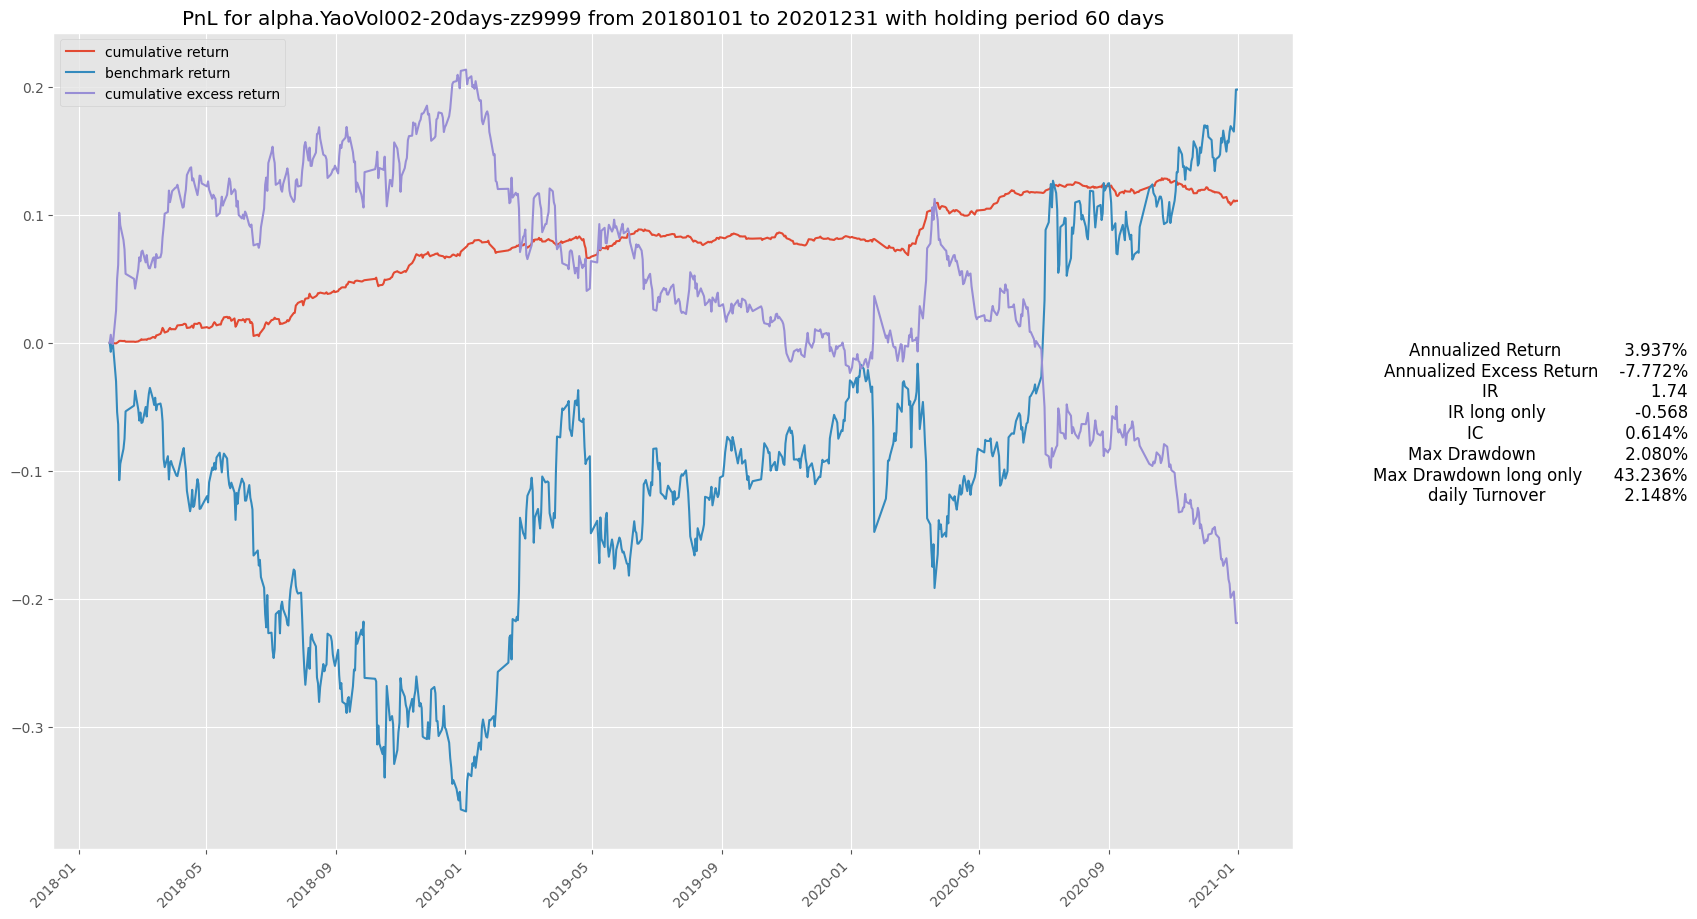 PnL for alpha.YaoVol002-20days-zz9999 from 20180101 to 20201231 with holding period 60 days
cumulative return
benchmark return
cumulative excess return
0.2
0.1
0.0
−0.1
−0.2
−0.3
2018-01
2018-05
2018-09
2019-01
2019-05
2019-09
2020-01
2020-05
2020-09
2021-01
Annualized Return 3.937%
Annualized Excess Return -7.772%
IR 1.74
IR long only -0.568
IC 0.614%
Max Drawdown 2.080%
Max Drawdown long only 43.236%
daily Turnover 2.148%